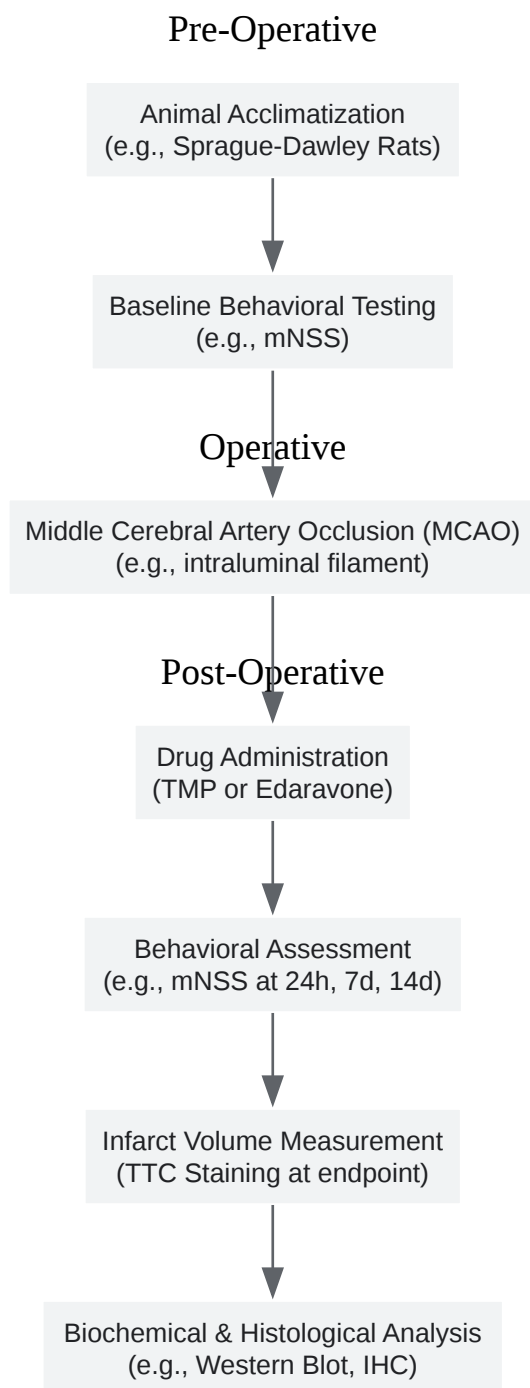 Pre-Operative
Animal Acclimatization
(e.g., Sprague-Dawley Rats)
Baseline Behavioral Testing
(e.g., mNSS)
Operative
Middle Cerebral Artery Occlusion (MCAO)
(e.g., intraluminal filament)
Post-Operative
Drug Administration
(TMP or Edaravone)
Behavioral Assessment
(e.g., mNSS at 24h, 7d, 14d)
Infarct Volume Measurement
(TTC Staining at endpoint)
Biochemical & Histological Analysis
(e.g., Western Blot, IHC)